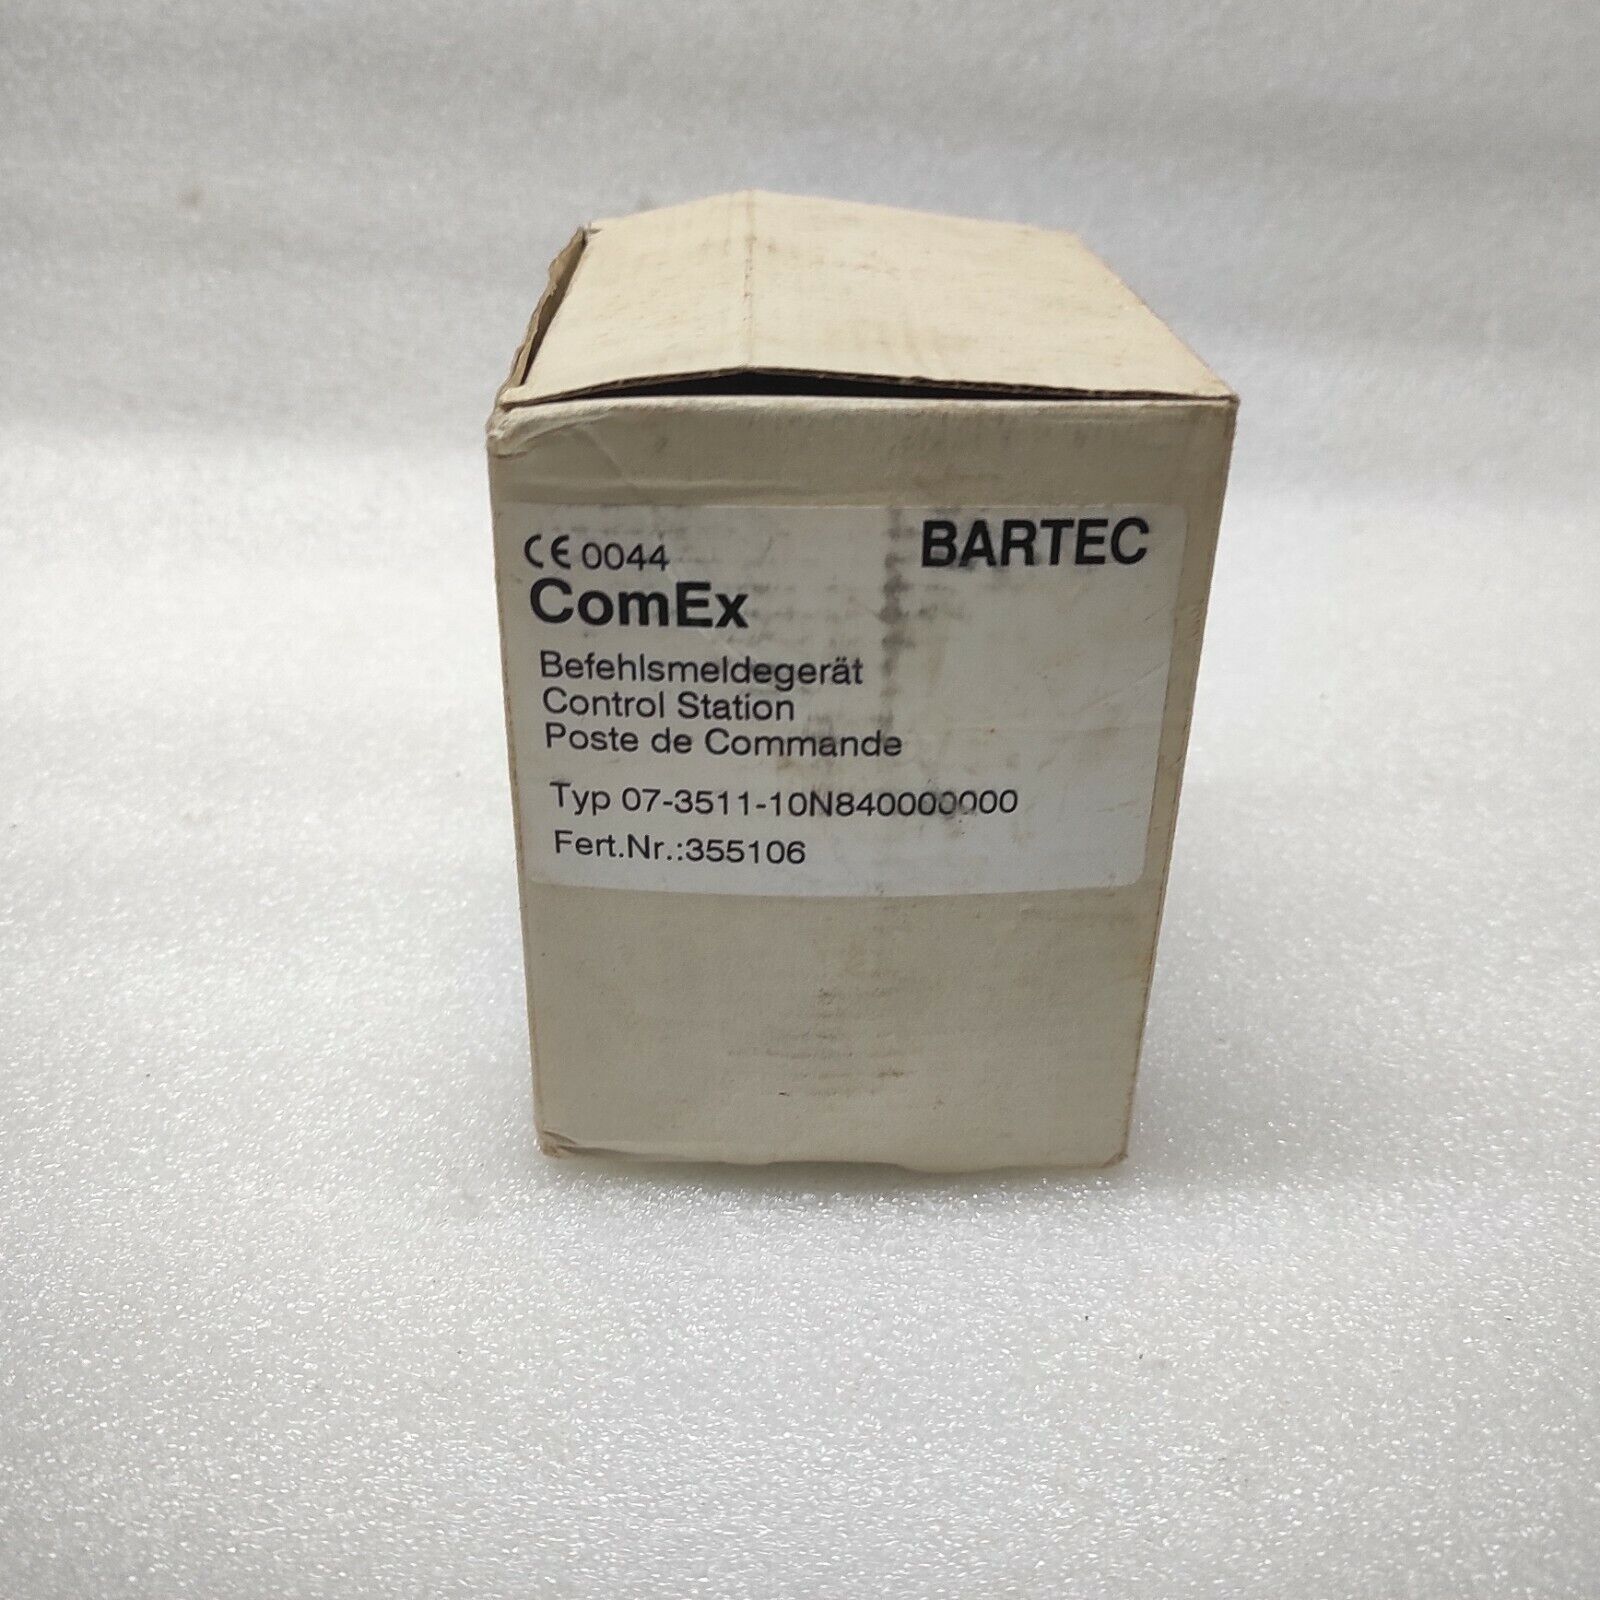 CE 0044
BARTEC
ComEx
Befehlsmeldegerät
Control Station
Poste de Commande
Typ 07-3511-10N840000000
Fert.Nr.:355106